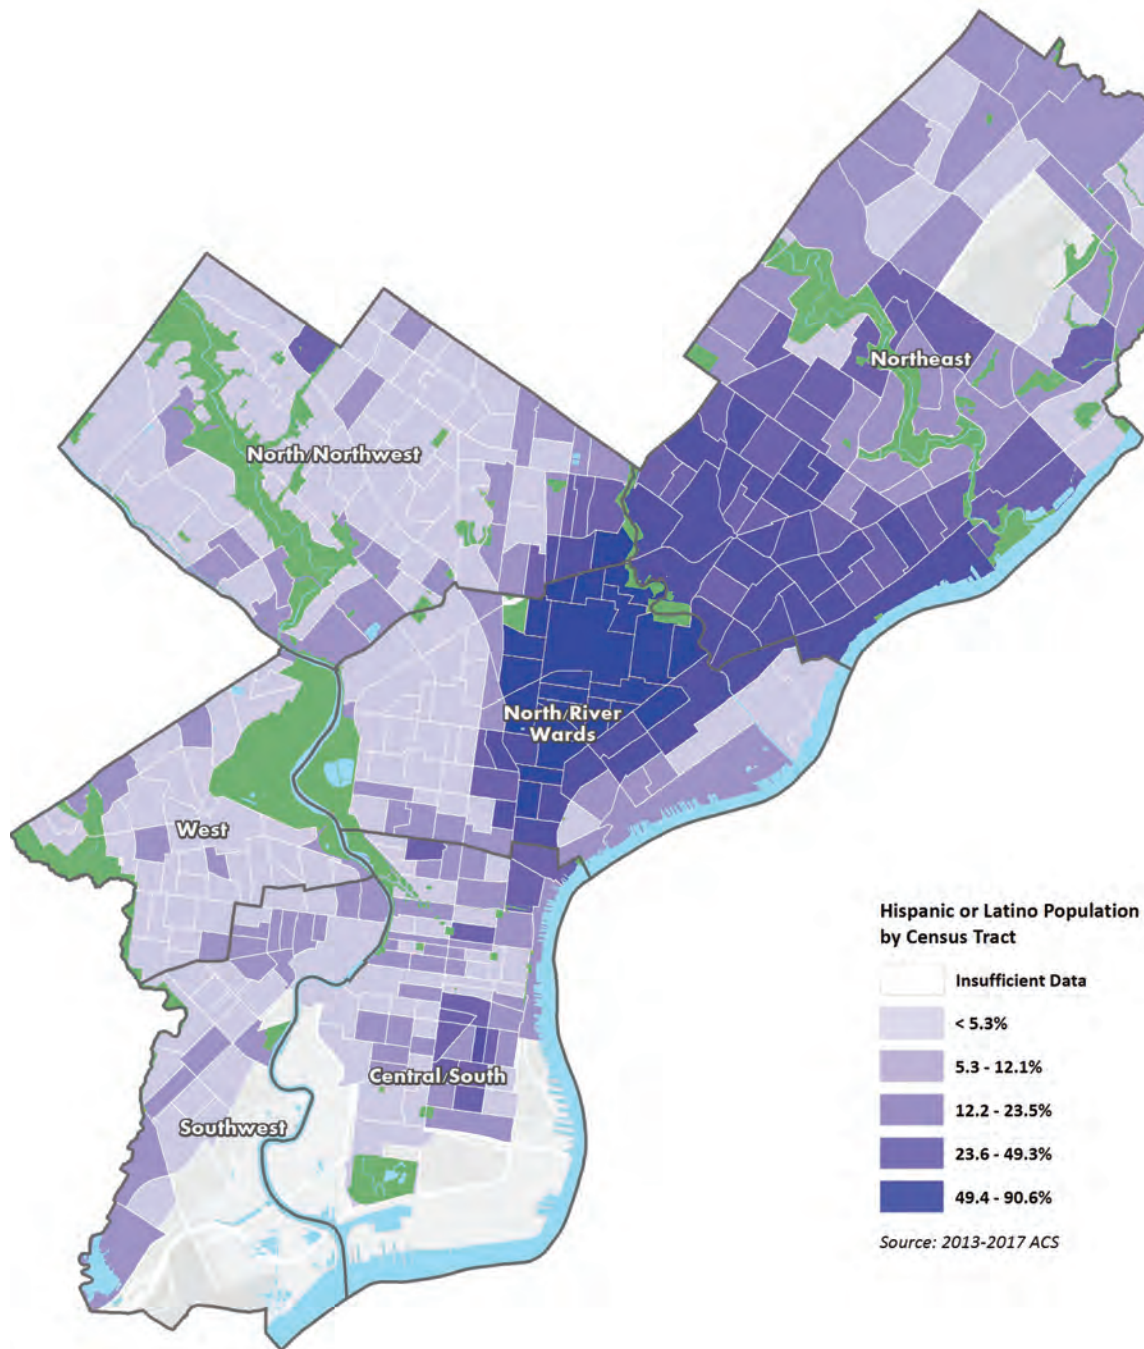 Northeast
North/Northwest
North/River
Wards
West
Central/South
Southwest
Hispanic or Latino Population
by Census Tract
Insufficient Data
< 5.3%
5.3 - 12.1%
12.2 - 23.5%
23.6 - 49.3%
49.4 - 90.6%
Source: 2013-2017 ACS